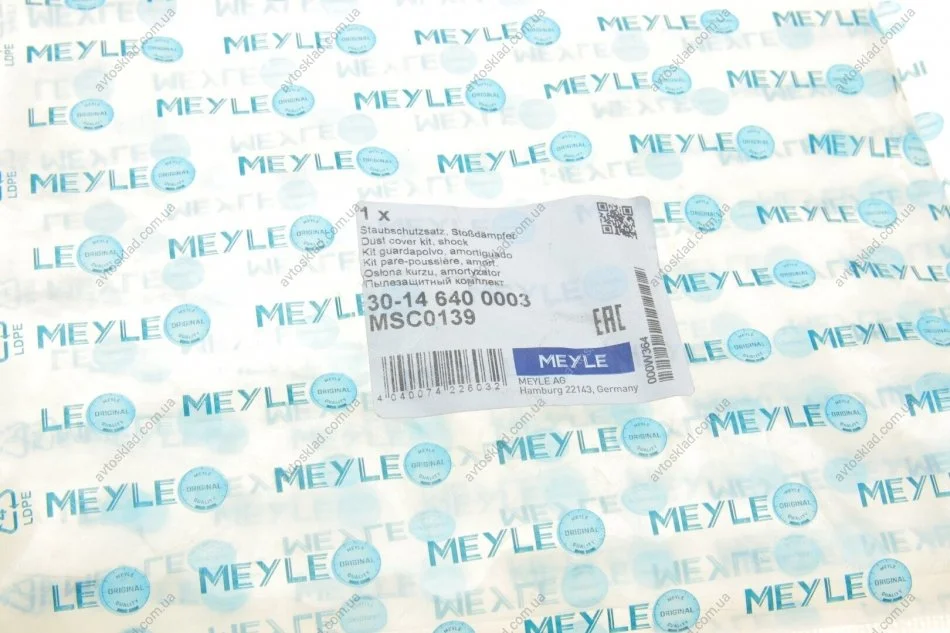 1 x
Staubschutzsatz, Stoßdämpfer
Dust cover kit, shock
Kit guardapolvo, amortiguado
Kit pare-poussière, amort.
Osłona kurzu, amortyzator
Пылезащитный комплект
30-14 640 0003
MSC0139
EAC
000W364
MEYLE
MEYLE AG
Hamburg 22143, Germany
4 040074 226032
MEYLE
ORIGINAL
QUALITY
LDPE
avtosklad.com.ua